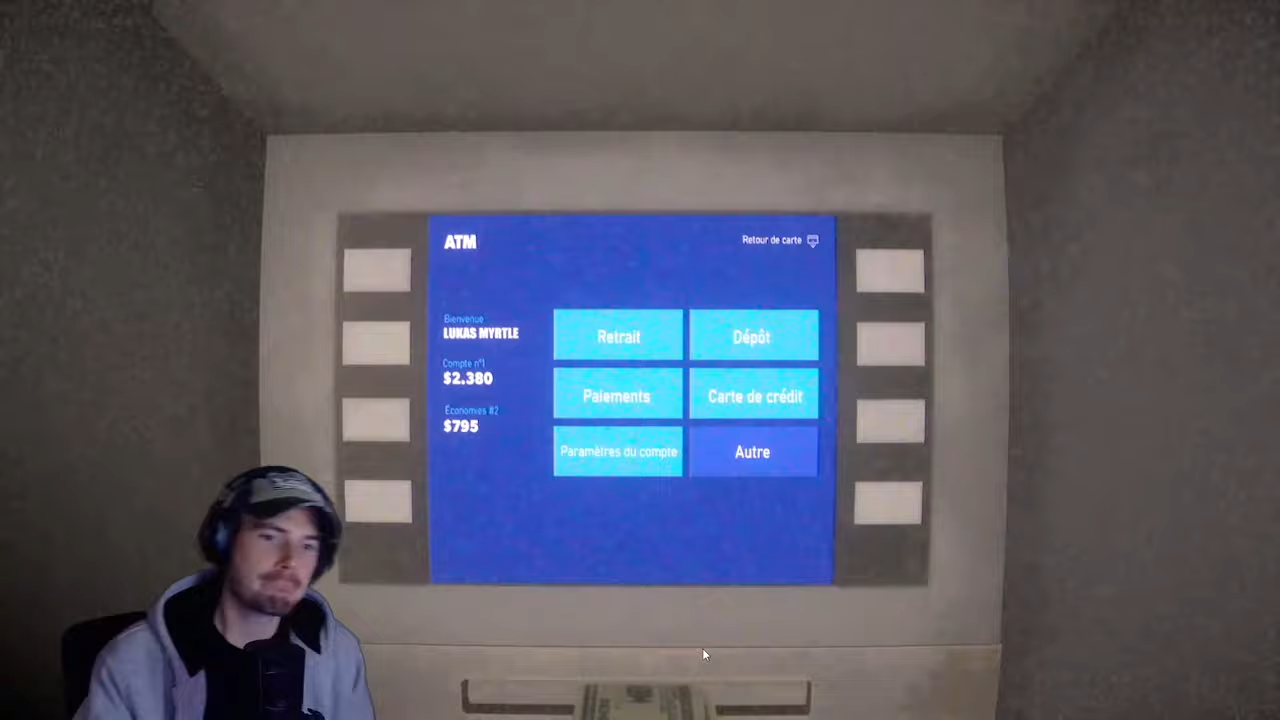 ATM
Retour de carte
Bienvenue
LUKAS MYRTLE
Compte n°1
$2.380
Économies #2
$795
Retrait
Dépôt
Paiements
Carte de crédit
Paramètres du compte
Autre